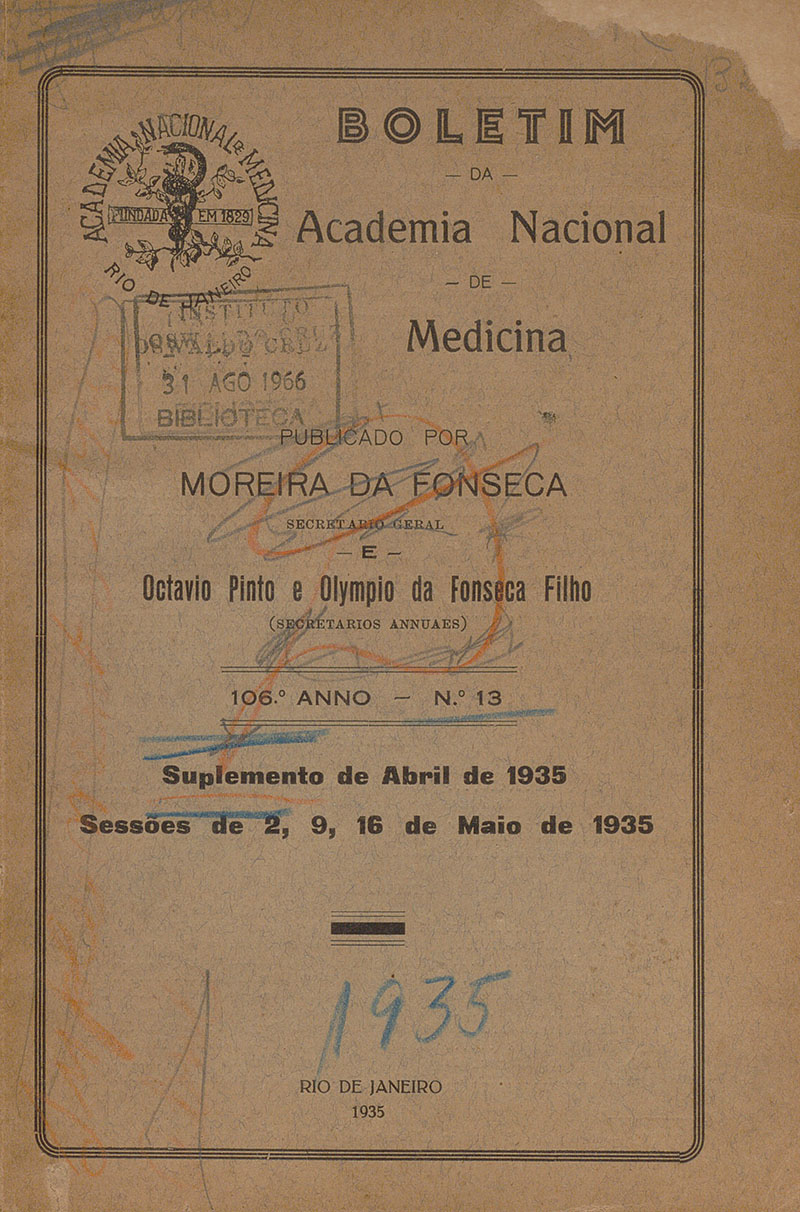 ACADEMIA NACIONAL DE MEDICINA
FUNDADA EM 1829
RIO DE JANEIRO
BOLETIM
— DA —
Academia Nacional
— DE —
Medicina
INSTITUTO
OSWALDO CRUZ
31 AGO 1966
BIBLIOTECA
PUBLICADO POR
MOREIRA DA FONSECA
SECRETARIO GERAL
— E —
Octavio Pinto e Olympio da Fonseca Filho
(SECRETARIOS ANNUAES)
106.º ANNO — N.º 13
Suplemento de Abril de 1935
Sessões de 2, 9, 16 de Maio de 1935
1935
RIO DE JANEIRO
1935